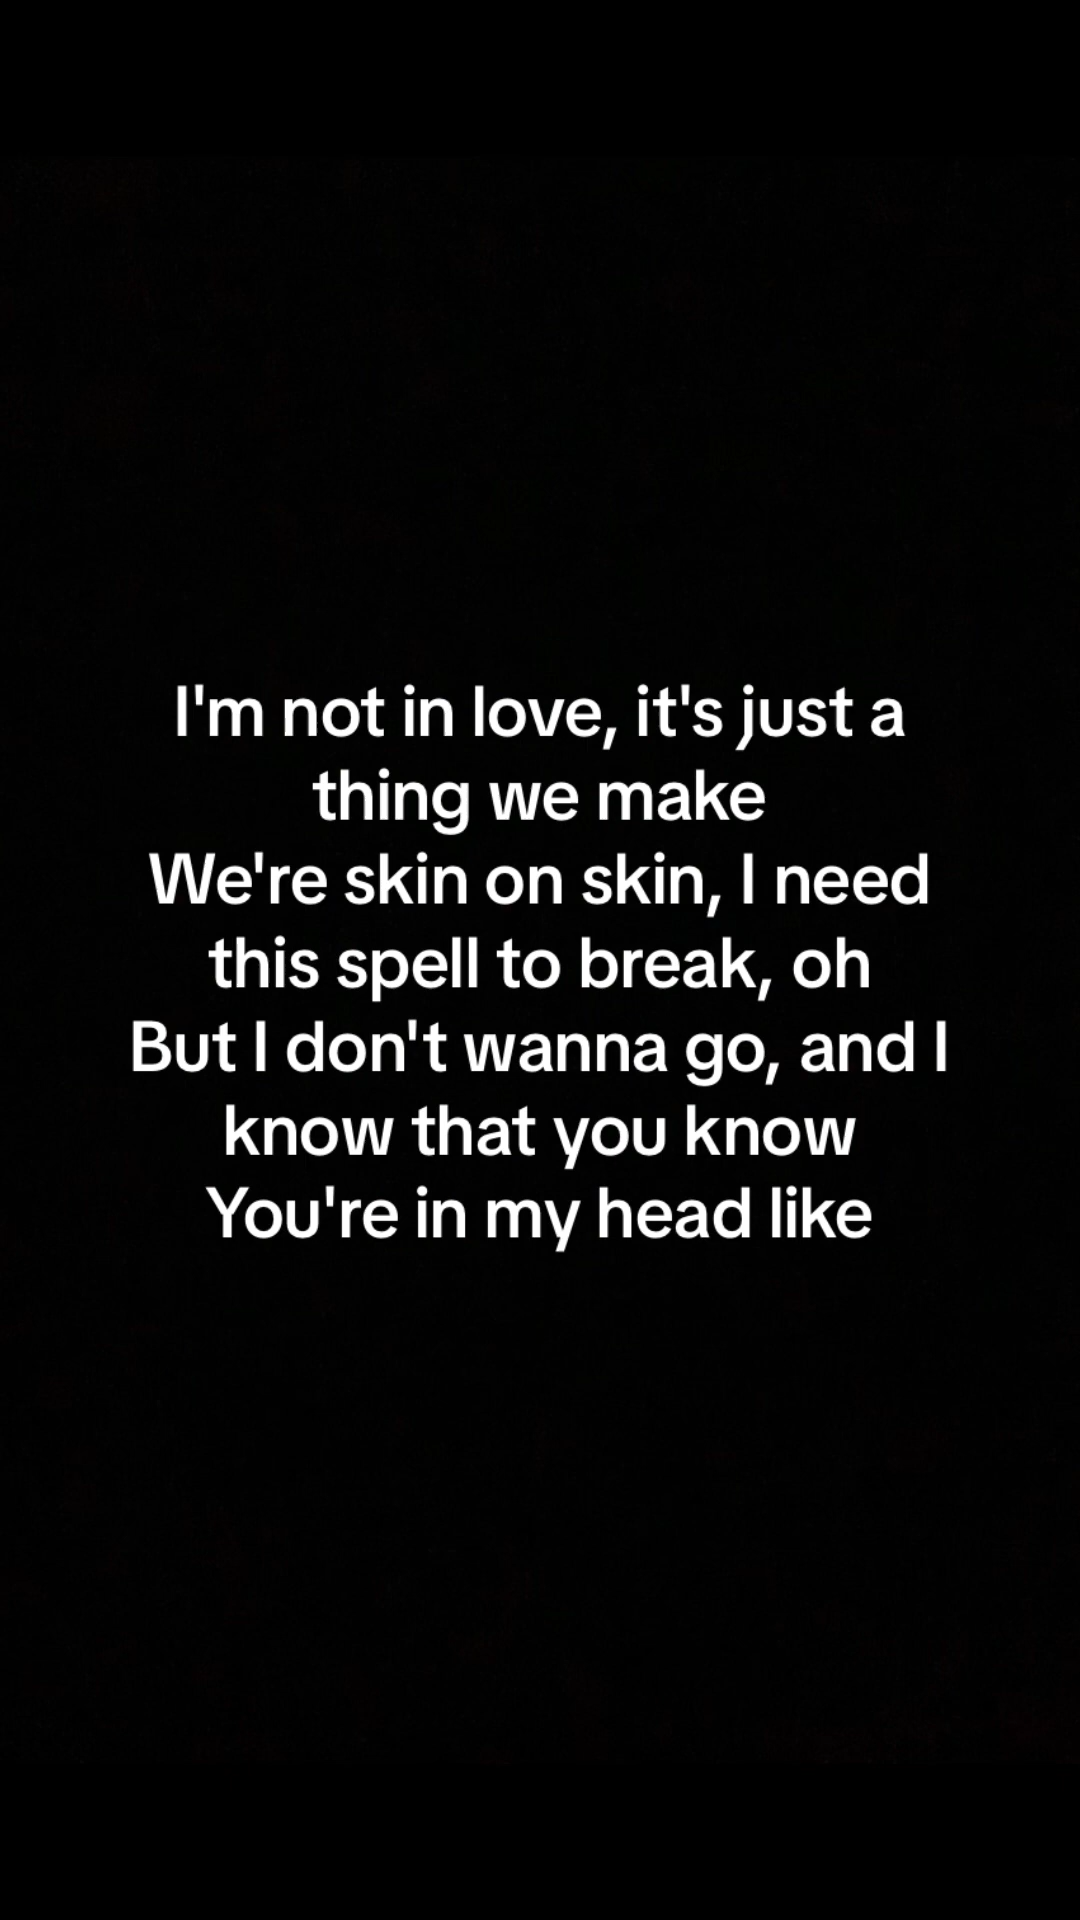 I'm not in love, it's just a
thing we make
We're skin on skin, I need
this spell to break, oh
But I don't wanna go, and I
know that you know
You're in my head like